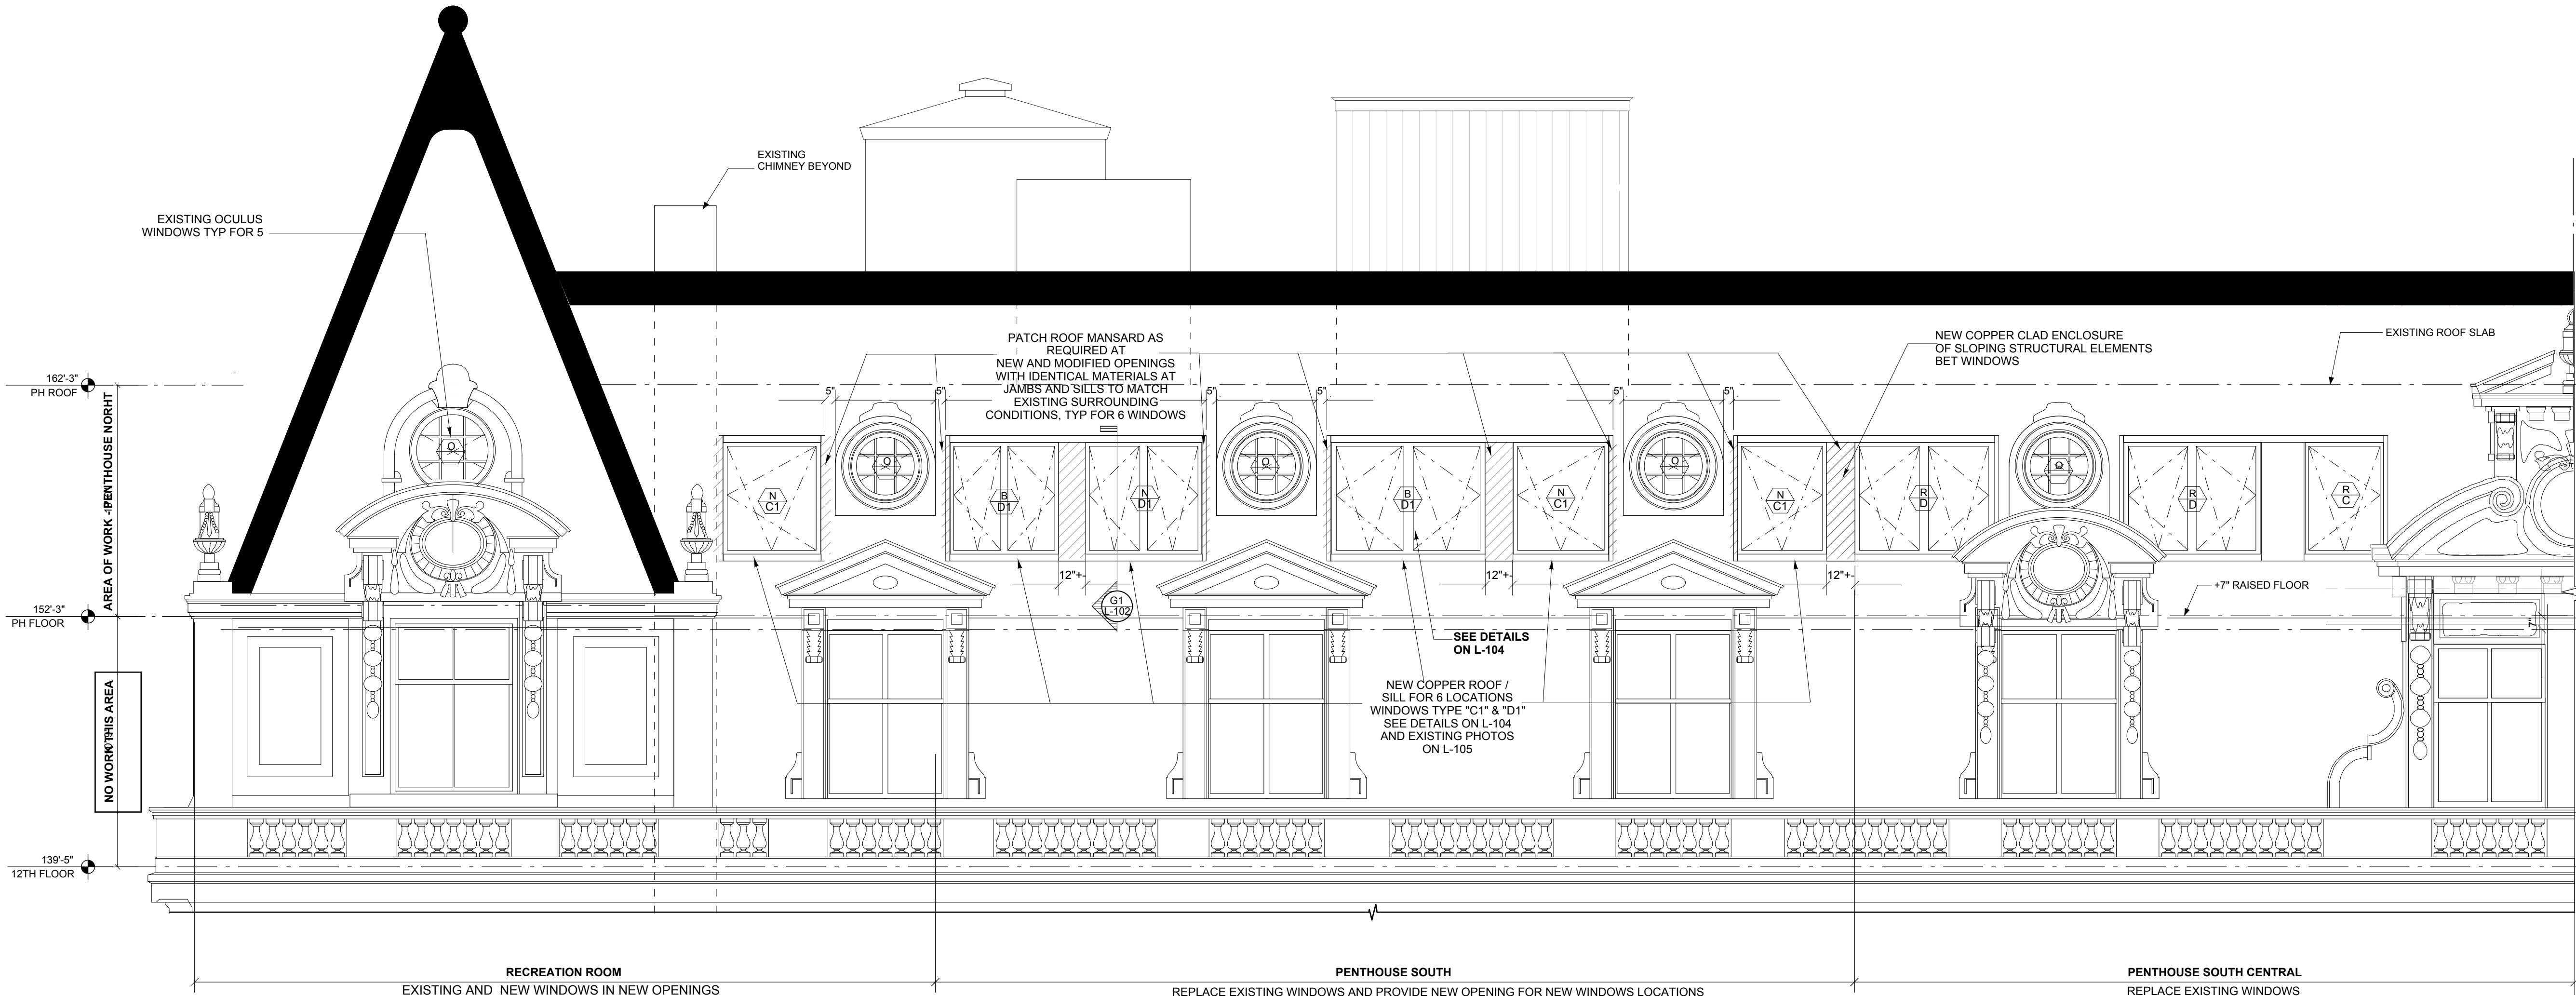 EXISTING
CHIMNEY BEYOND
EXISTING OCULUS
WINDOWS TYP FOR 5
PATCH ROOF MANSARD AS
REQUIRED AT
NEW AND MODIFIED OPENINGS
WITH IDENTICAL MATERIALS AT
JAMBS AND SILLS TO MATCH
EXISTING SURROUNDING
CONDITIONS, TYP FOR 6 WINDOWS
NEW COPPER CLAD ENCLOSURE
OF SLOPING STRUCTURAL ELEMENTS
BET WINDOWS
EXISTING ROOF SLAB
162'-3"
PH ROOF
AREA OF WORK - PENTHOUSE NORHT
5" 5" 5" 5" 5" 5"
O O O O O
N
C1
B
D1
N
D1
B
D1
N
C1
N
C1
R
D
R
D
R
C
12"+- 12"+- 12"+-
G1
L-102
+7" RAISED FLOOR
7"
152'-3"
PH FLOOR
SEE DETAILS
ON L-104
NEW COPPER ROOF /
SILL FOR 6 LOCATIONS
WINDOWS TYPE "C1" & "D1"
SEE DETAILS ON L-104
AND EXISTING PHOTOS
ON L-105
NO WORK THIS AREA
139'-5"
12TH FLOOR
RECREATION ROOM
EXISTING AND NEW WINDOWS IN NEW OPENINGS
PENTHOUSE SOUTH
REPLACE EXISTING WINDOWS AND PROVIDE NEW OPENING FOR NEW WINDOWS LOCATIONS
PENTHOUSE SOUTH CENTRAL
REPLACE EXISTING WINDOWS